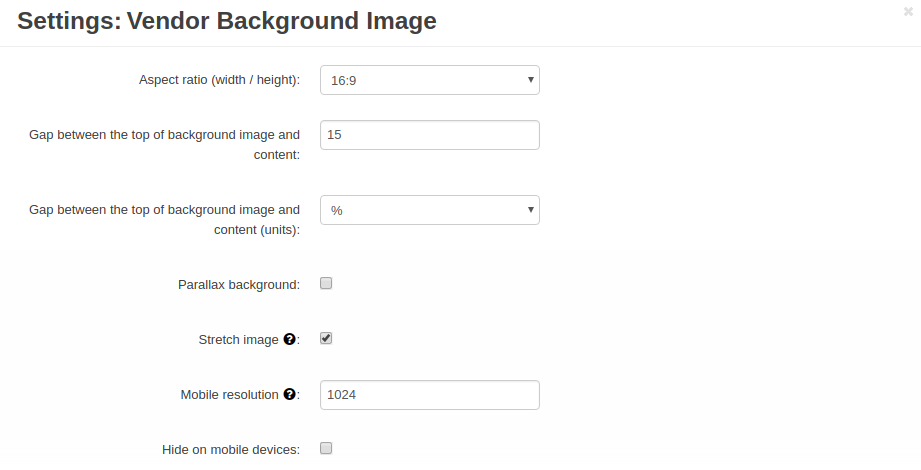 Settings: Vendor Background Image
Aspect ratio (width / height): 16:9
Gap between the top of background image and 15
content:
Gap between the top of background image and %
content (units):
Parallax background:
Stretch image ?:
Mobile resolution ?: 1024
Hide on mobile devices: